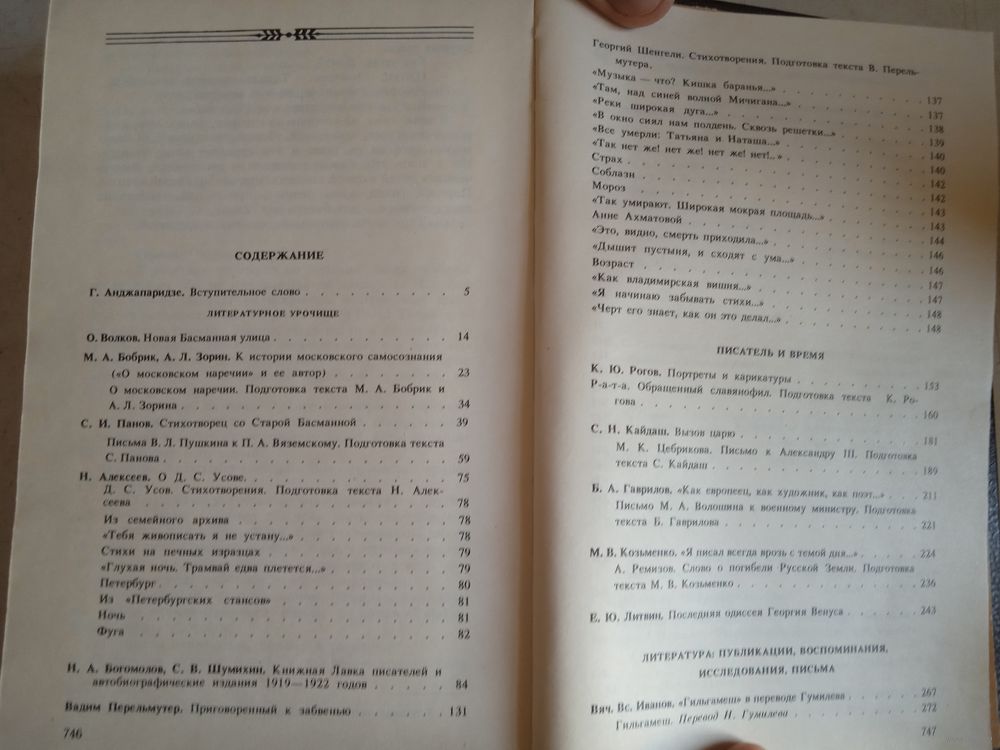 СОДЕРЖАНИЕ
Г. Анджапаридзе. Вступительное слово . . . . . . . . . . 5
ЛИТЕРАТУРНОЕ УРОЧИЩЕ
О. Волков. Новая Басманная улица . . . . . . . . . . . . 14
М. А. Бобрик, А. Л. Зорин. К истории московского самосознания
(«О московском наречии» и ее автор) . . . . . . . . 23
О московском наречии. Подготовка текста М. А. Бобрик и
А. Л. Зорина . . . . . . . . . . . . . . . . . . 34
С. И. Панов. Стихотворец со Старой Басманной . . . . . . 39
Письма В. Л. Пушкина к П. А. Вяземскому. Подготовка текста
С. Панова . . . . . . . . . . . . . . . . . . . . 59
Н. Алексеев. О Д. С. Усове. . . . . . . . . . . . . . . 75
Д. С. Усов. Стихотворения. Подготовка текста Н. Алек-
сеева . . . . . . . . . . . . . . . . . . . . . . 78
Из семейного архива . . . . . . . . . . . . . . . 78
«Тебя живописать я не устану...» . . . . . . . . . . 78
Стихи на печных изразцах . . . . . . . . . . . . . 79
«Глухая ночь. Трамвай едва плетется...» . . . . . . . 79
Петербург . . . . . . . . . . . . . . . . . . . . 80
Из «Петербургских стансов» . . . . . . . . . . . . 81
Ночь . . . . . . . . . . . . . . . . . . . . . . 81
Фуга . . . . . . . . . . . . . . . . . . . . . . 82
Н. А. Богомолов, С. В. Шумихин. Книжная Лавка писателей и
автобиографические издания 1919—1922 годов . . . . . 84
Вадим Перельмутер. Приговоренный к забвенью . . . . . . 131
746
Георгий Шенгели. Стихотворения. Подготовка текста В. Перель-
мутера.
«Музыка — что? Кишка баранья...» . . . . . . . . . 137
«Там, над синей волной Мичигана...» . . . . . . . . 137
«Реки широкая дуга...» . . . . . . . . . . . . . . 138
«В окно сиял нам полдень. Сквозь решетки...» . . . . . 139
«Все умерли: Татьяна и Наташа...» . . . . . . . . . 140
«Так нет же! нет же! нет же! нет!..» . . . . . . . . . 140
Страх . . . . . . . . . . . . . . . . . . . . . 142
Соблазн . . . . . . . . . . . . . . . . . . . . 142
Мороз . . . . . . . . . . . . . . . . . . . . . 143
«Так умирают. Широкая мокрая площадь...» . . . . . . 143
Анне Ахматовой . . . . . . . . . . . . . . . . . 144
«Это, видно, смерть приходила...» . . . . . . . . . . 146
«Дышит пустыня, и сходят с ума...» . . . . . . . . . 146
Возраст . . . . . . . . . . . . . . . . . . . . 147
«Как владимирская вишня...» . . . . . . . . . . . . 147
«Я начинаю забывать стихи...» . . . . . . . . . . . 148
«Черт его знает, как он это делал...» . . . . . . . . . 148
ПИСАТЕЛЬ И ВРЕМЯ
К. Ю. Рогов. Портреты и карикатуры . . . . . . . . . . 153
Р-а-т-а. Обращенный славянофил. Подготовка текста К. Ро-
гова . . . . . . . . . . . . . . . . . . . . . . 160
С. Н. Кайдаш. Вызов царю . . . . . . . . . . . . . . 181
М. К. Цебрикова. Письмо к Александру III. Подготовка
текста С. Кайдаш . . . . . . . . . . . . . . . . 189
Б. А. Гаврилов. «Как европеец, как художник, как поэт...» . . . 211
Письмо М. А. Волошина к военному министру. Подготовка
текста Б. Гаврилова . . . . . . . . . . . . . . . 221
М. В. Козьменко. «Я писал всегда врозь с темой дня...» . . . . 224
А. Ремизов. Слово о погибели Русской Земли. Подготовка
текста М. В. Козьменко . . . . . . . . . . . . . . 236
Е. Ю. Литвин. Последняя одиссея Георгия Венуса . . . . . . 243
ЛИТЕРАТУРА: ПУБЛИКАЦИИ, ВОСПОМИНАНИЯ,
ИССЛЕДОВАНИЯ, ПИСЬМА
Вяч. Вс. Иванов. «Гильгамеш» в переводе Гумилева . . . . . 267
Гильгамеш. Перевод Н. Гумилева . . . . . . . . . . 272
747